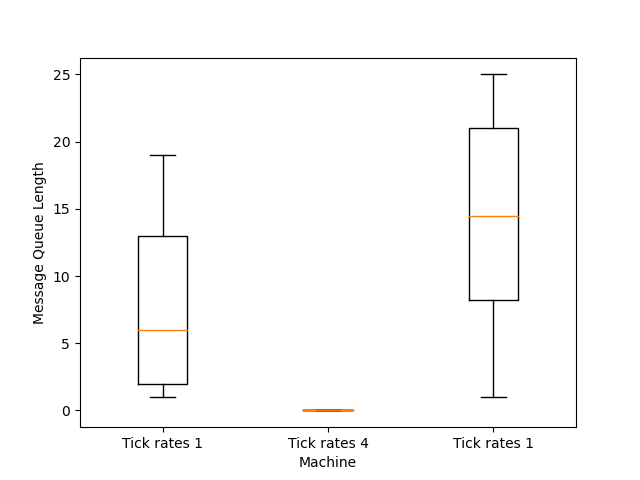 Message Queue Length
25
20
15
10
5
0
Tick rates 1
Tick rates 4
Tick rates 1
Machine